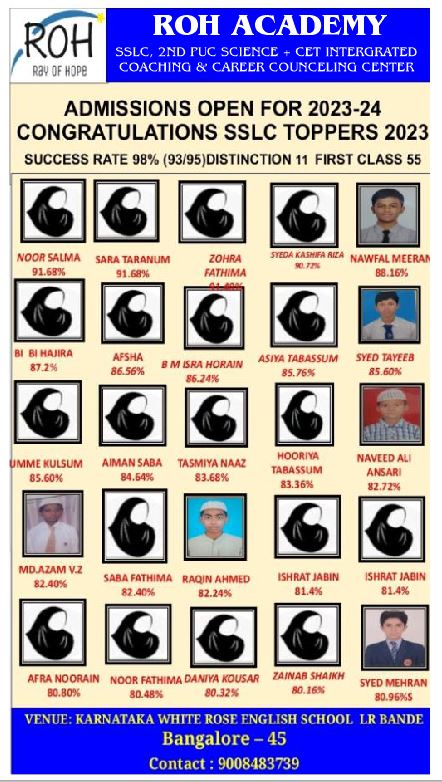 ROH
RAY OF HOPE
ROH ACADEMY
SSLC, 2ND PUC SCIENCE + CET INTERGRATED
COACHING & CAREER COUNCELING CENTER
ADMISSIONS OPEN FOR 2023-24
CONGRATULATIONS SSLC TOPPERS 2023
SUCCESS RATE 98% (93/95)DISTINCTION 11 FIRST CLASS 55
NOOR SALMA
91.68%
SARA TARANUM
91.68%
ZOHRA
FATHIMA
SYEDA KASHIFA RIZA
90.72%
NAWFAL MEERAN
88.16%
BI BI HAJIRA
87.2%
AFSHA
86.56%
B M ISRA HORAIN
86.24%
ASIYA TABASSUM
85.76%
SYED TAYEEB
85.60%
UMME KULSUM
85.60%
AIMAN SABA
84.64%
TASMIYA NAAZ
83.68%
HOORIYA
TABASSUM
83.36%
NAVEED ALI
ANSARI
82.72%
MD.AZAM V.Z
82.40%
SABA FATHIMA
82.40%
RAQIN AHMED
82.24%
ISHRAT JABIN
81.4%
ISHRAT JABIN
81.4%
AFRA NOORAIN
80.80%
NOOR FATHIMA
80.48%
DANIYA KOUSAR
80.32%
ZAINAB SHAIKH
80.16%
SYED MEHRAN
80.96%S
VENUE: KARNATAKA WHITE ROSE ENGLISH SCHOOL LR BANDE
Bangalore – 45
Contact : 9008483739